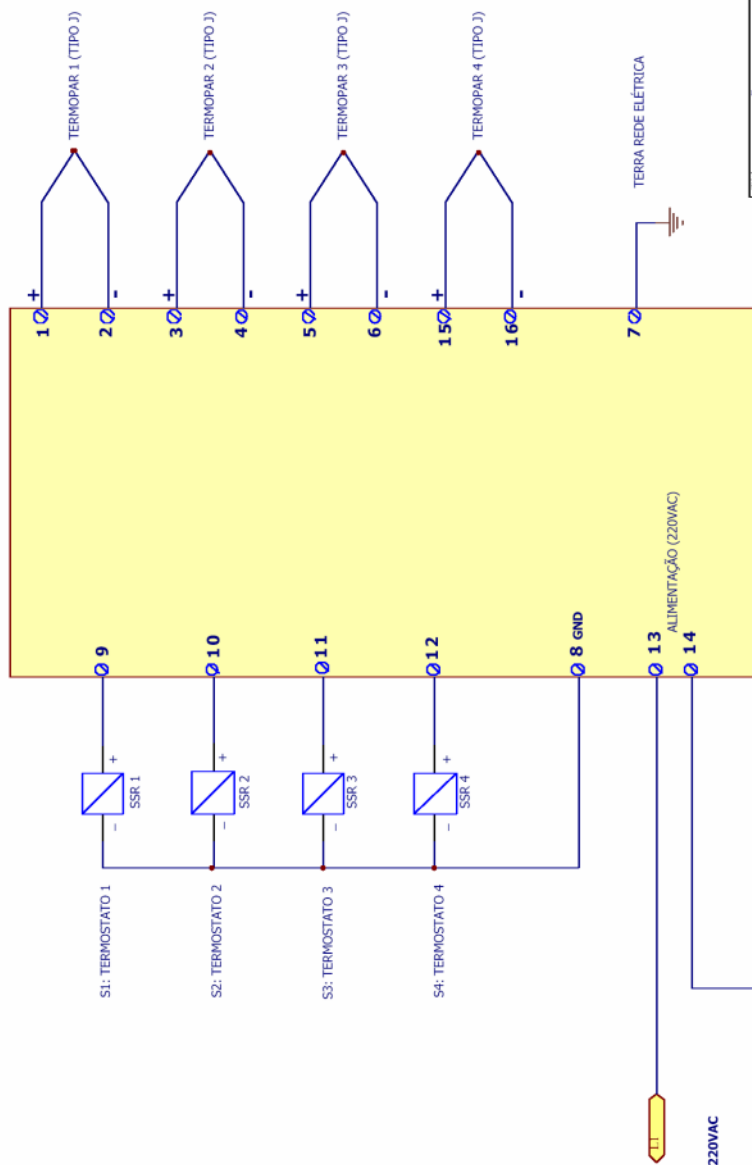 TERMOPAR 1 (TIPO J)
TERMOPAR 2 (TIPO J)
TERMOPAR 3 (TIPO J)
TERMOPAR 4 (TIPO J)
TERRA REDE ELÉTRICA
1 +
2 -
3 +
4 -
5 +
6 -
15 +
16 -
7
9
10
11
12
8 GND
13
ALIMENTAÇÃO (220VAC)
14
+
SSR 1
–
+
SSR 2
–
+
SSR 3
–
+
SSR 4
–
S1: TERMOSTATO 1
S2: TERMOSTATO 2
S3: TERMOSTATO 3
S4: TERMOSTATO 4
L1
220VAC